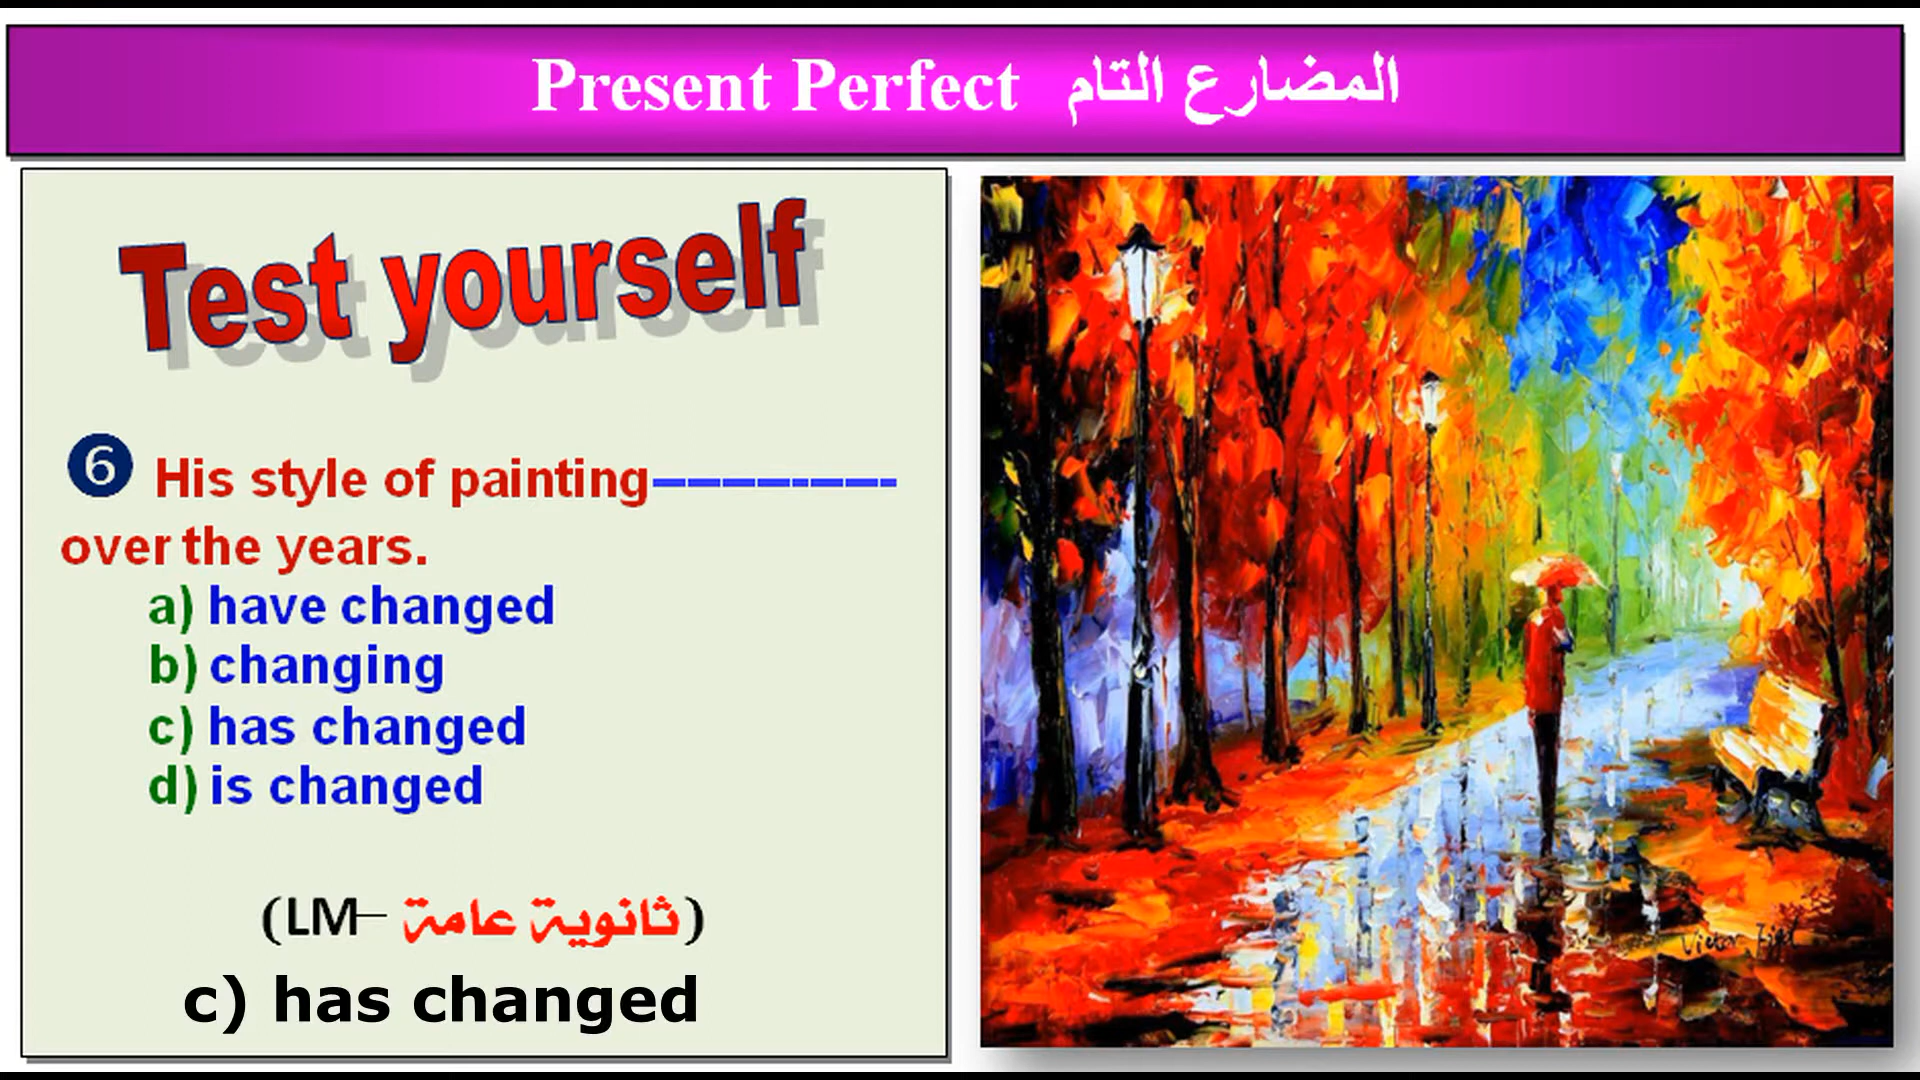 Present Perfect المضارع التام
Test yourself
6 His style of painting---------
over the years.
a) have changed
b) changing
c) has changed
d) is changed
(LM– ثانوية عامة)
c) has changed